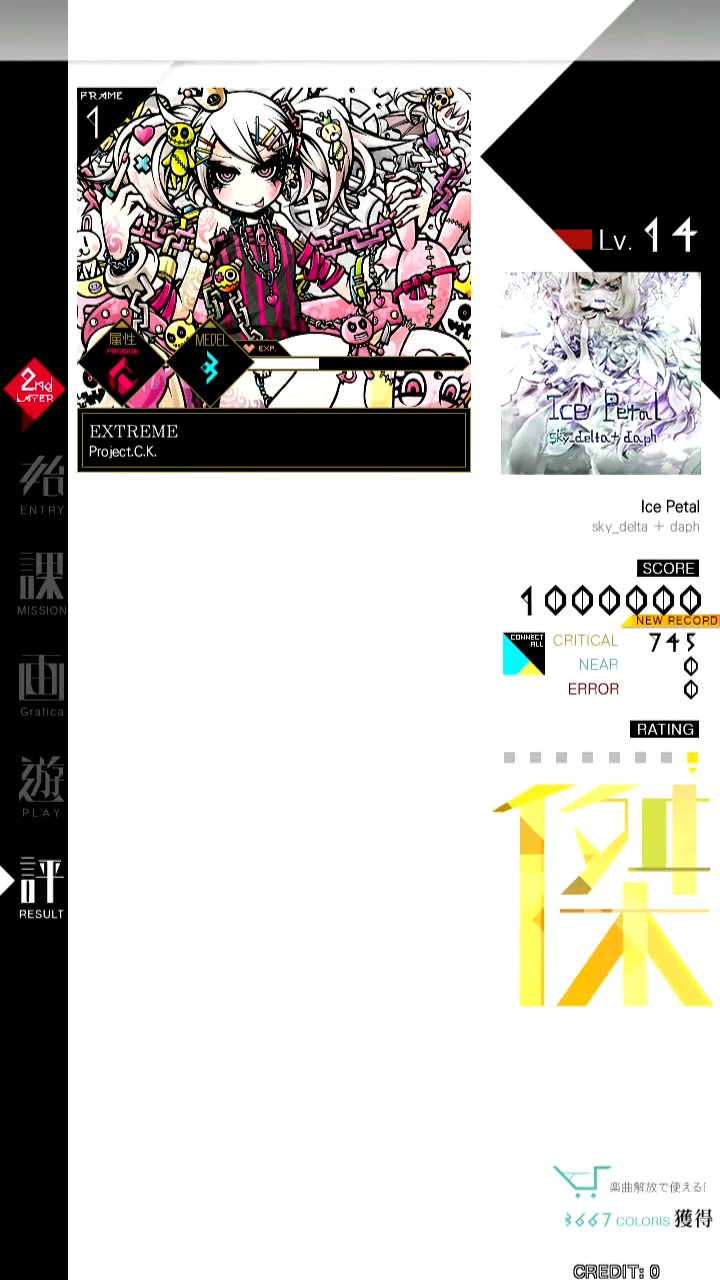 FRAME
1
属性
PASSION
MEDEL
EXP.
EXTREME
Project.C.K.
2nd
LAYER
始
ENTRY
課
MISSION
画
Grafica
遊
PLAY
評
RESULT
Lv. 14
Ice Petal
sky_delta + daph
Ice Petal
sky_delta + daph
SCORE
1000000
NEW RECORD
CONNECT
ALL
CRITICAL 745
NEAR 0
ERROR 0
RATING
傑
楽曲解放で使える!
3667 COLORIS 獲得
CREDIT: 0